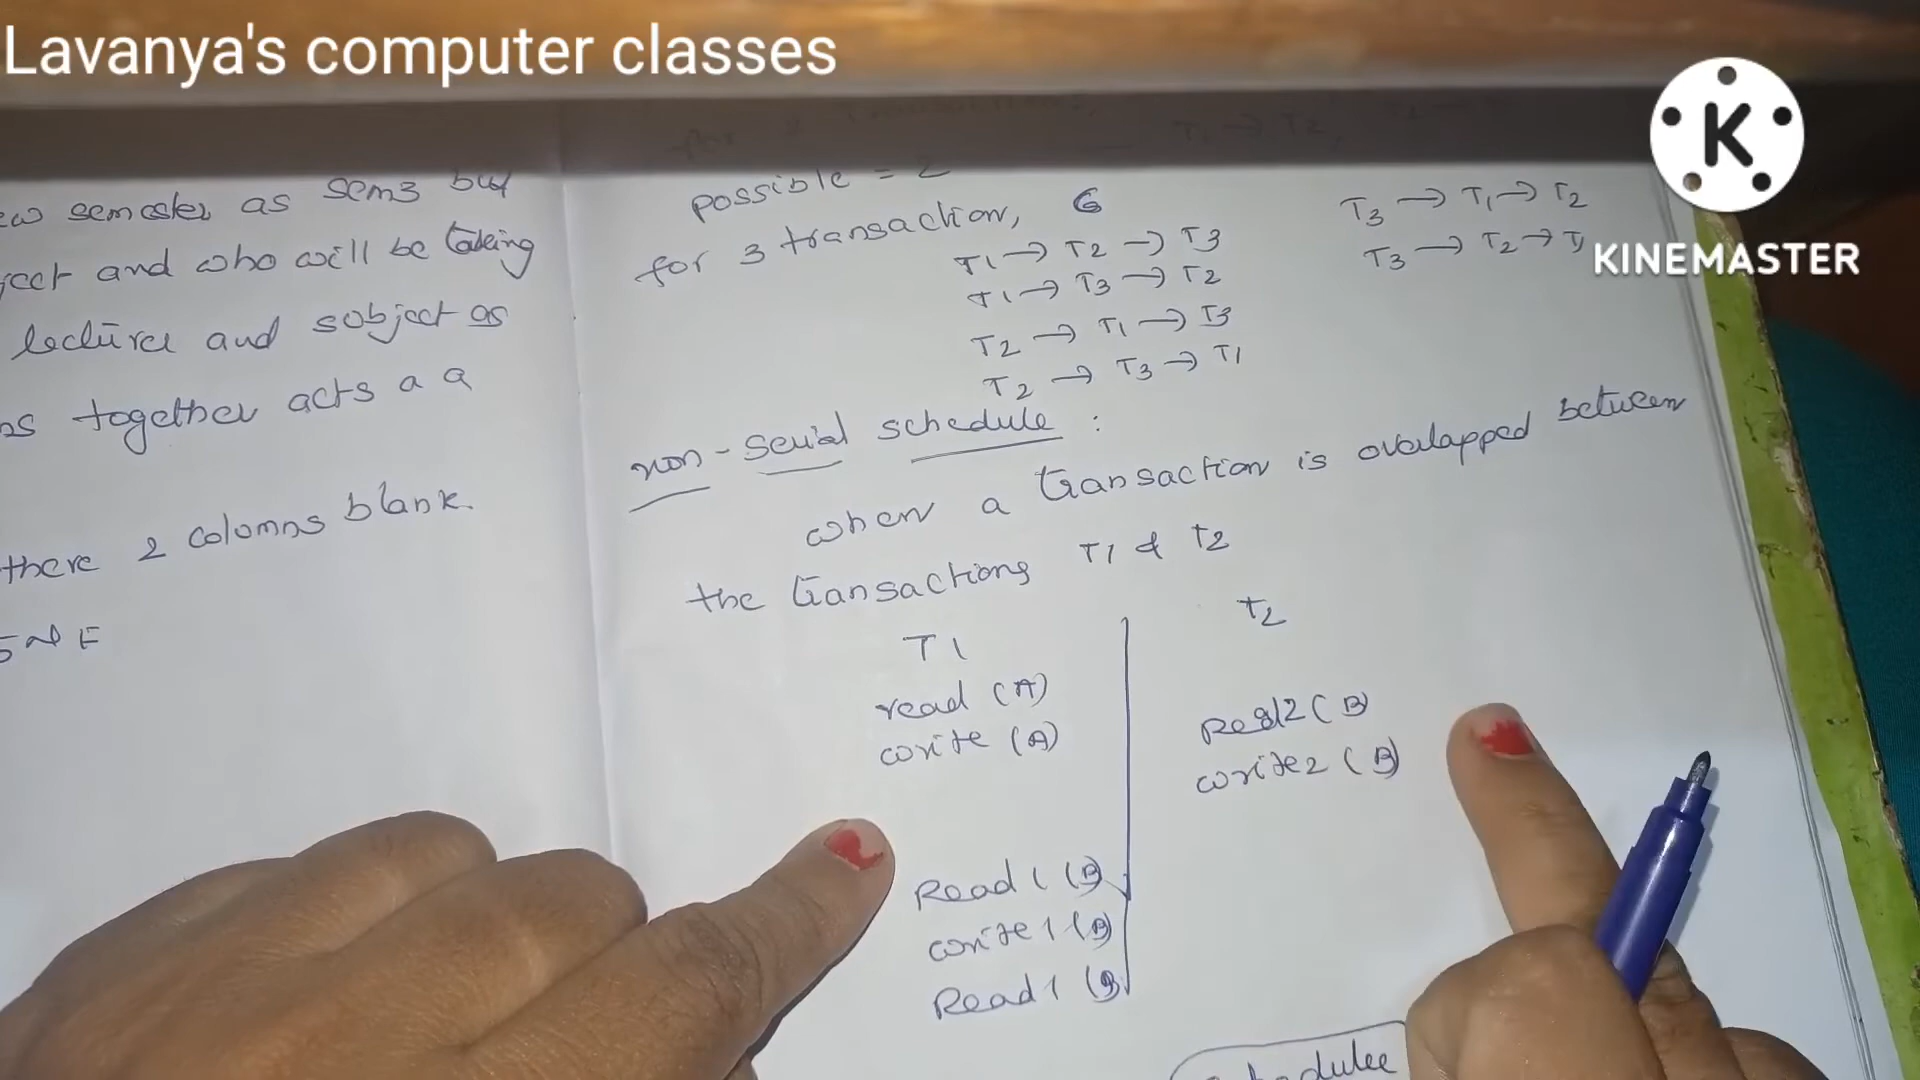 Lavanya's computer classes
K
KINEMASTER
semester as sem3 but
and who will be taking
lecture and subject as
together acts a a
there 2 columns blank.
5NF
possible = 2
for 3 transaction, 6
T1 → T2 → T3
T1 → T3 → T2
T2 → T1 → T3
T2 → T3 → T1
T3 → T1 → T2
T3 → T2 → T1
non-serial schedule :
when a transaction is overlapped between
the transactions T1 & T2
T1
read (A)
write (A)
Read1 (B)
write1 (B)
Read1 (B)
T2
Read2 (B)
write2 (B)